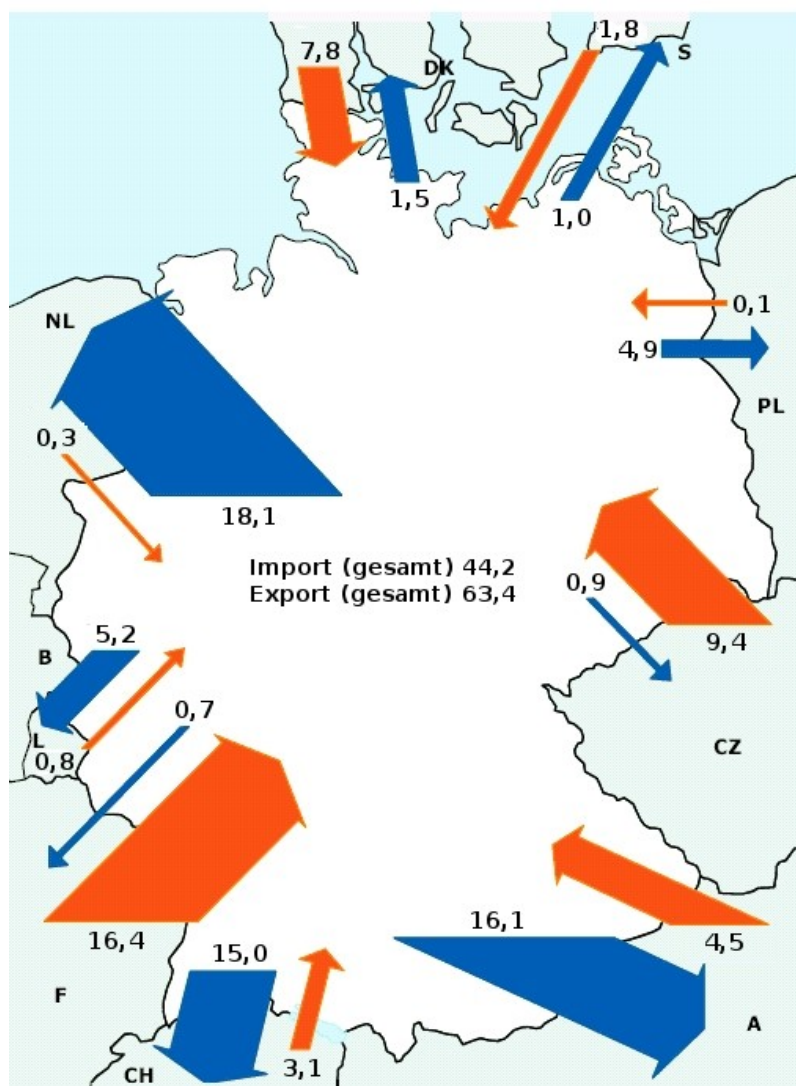 1,8
7,8
DK
S
1,5
1,0
0,1
NL
4,9
PL
0,3
18,1
Import (gesamt) 44,2
Export (gesamt) 63,4
0,9
5,2
9,4
B
0,7
L
0,8
CZ
16,1
16,4
15,0
4,5
F
A
3,1
CH